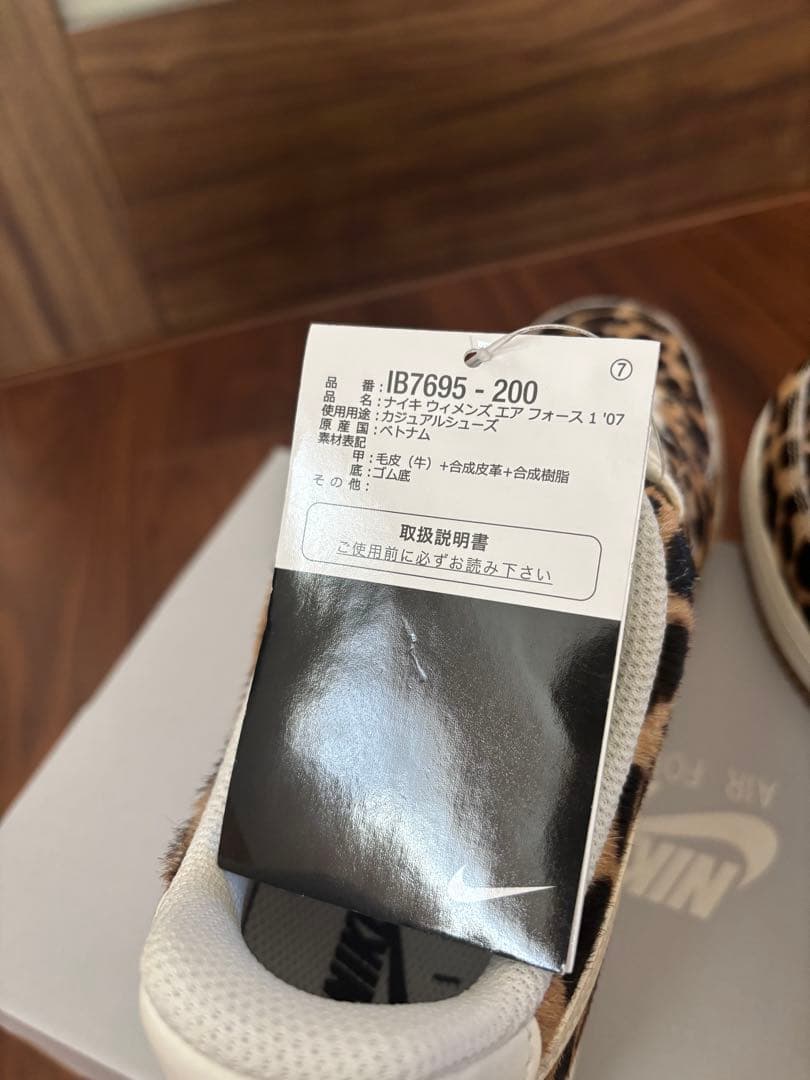 ⑦
品 番：IB7695 - 200
品 名：ナイキ ウィメンズ エア フォース 1 '07
使用用途：カジュアルシューズ
原 産 国：ベトナム
素材表記
甲：毛皮（牛）+合成皮革+合成樹脂
底：ゴム底
そ の 他：
取扱説明書
ご使用前に必ずお読み下さい
AIR FO
NIKE
NIKE